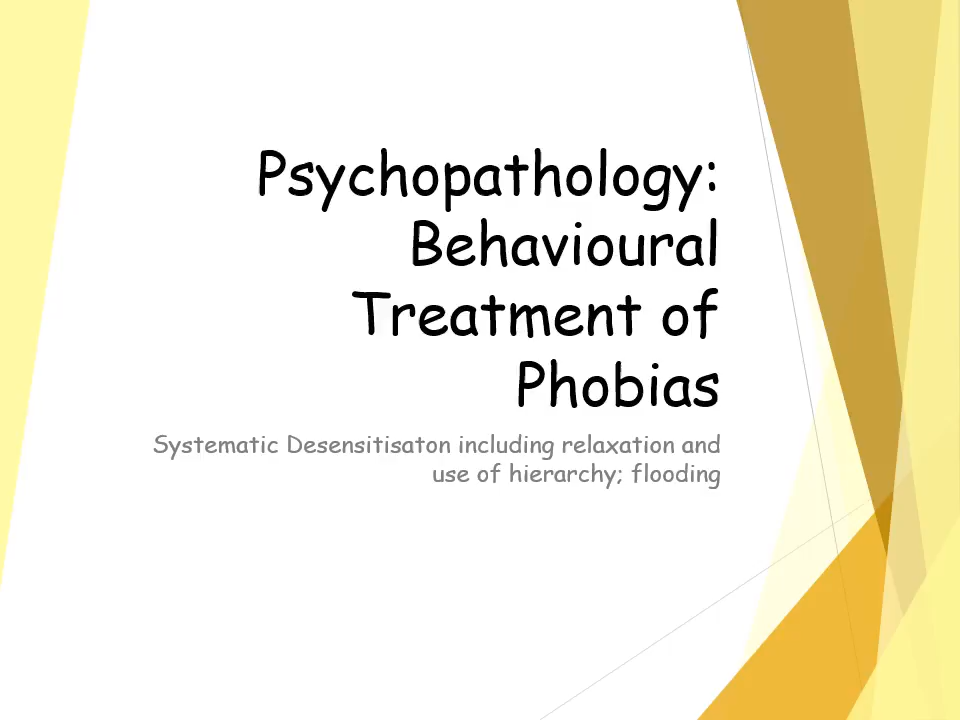 Psychopathology:
Behavioural
Treatment of
Phobias
Systematic Desensitisaton including relaxation and
use of hierarchy; flooding